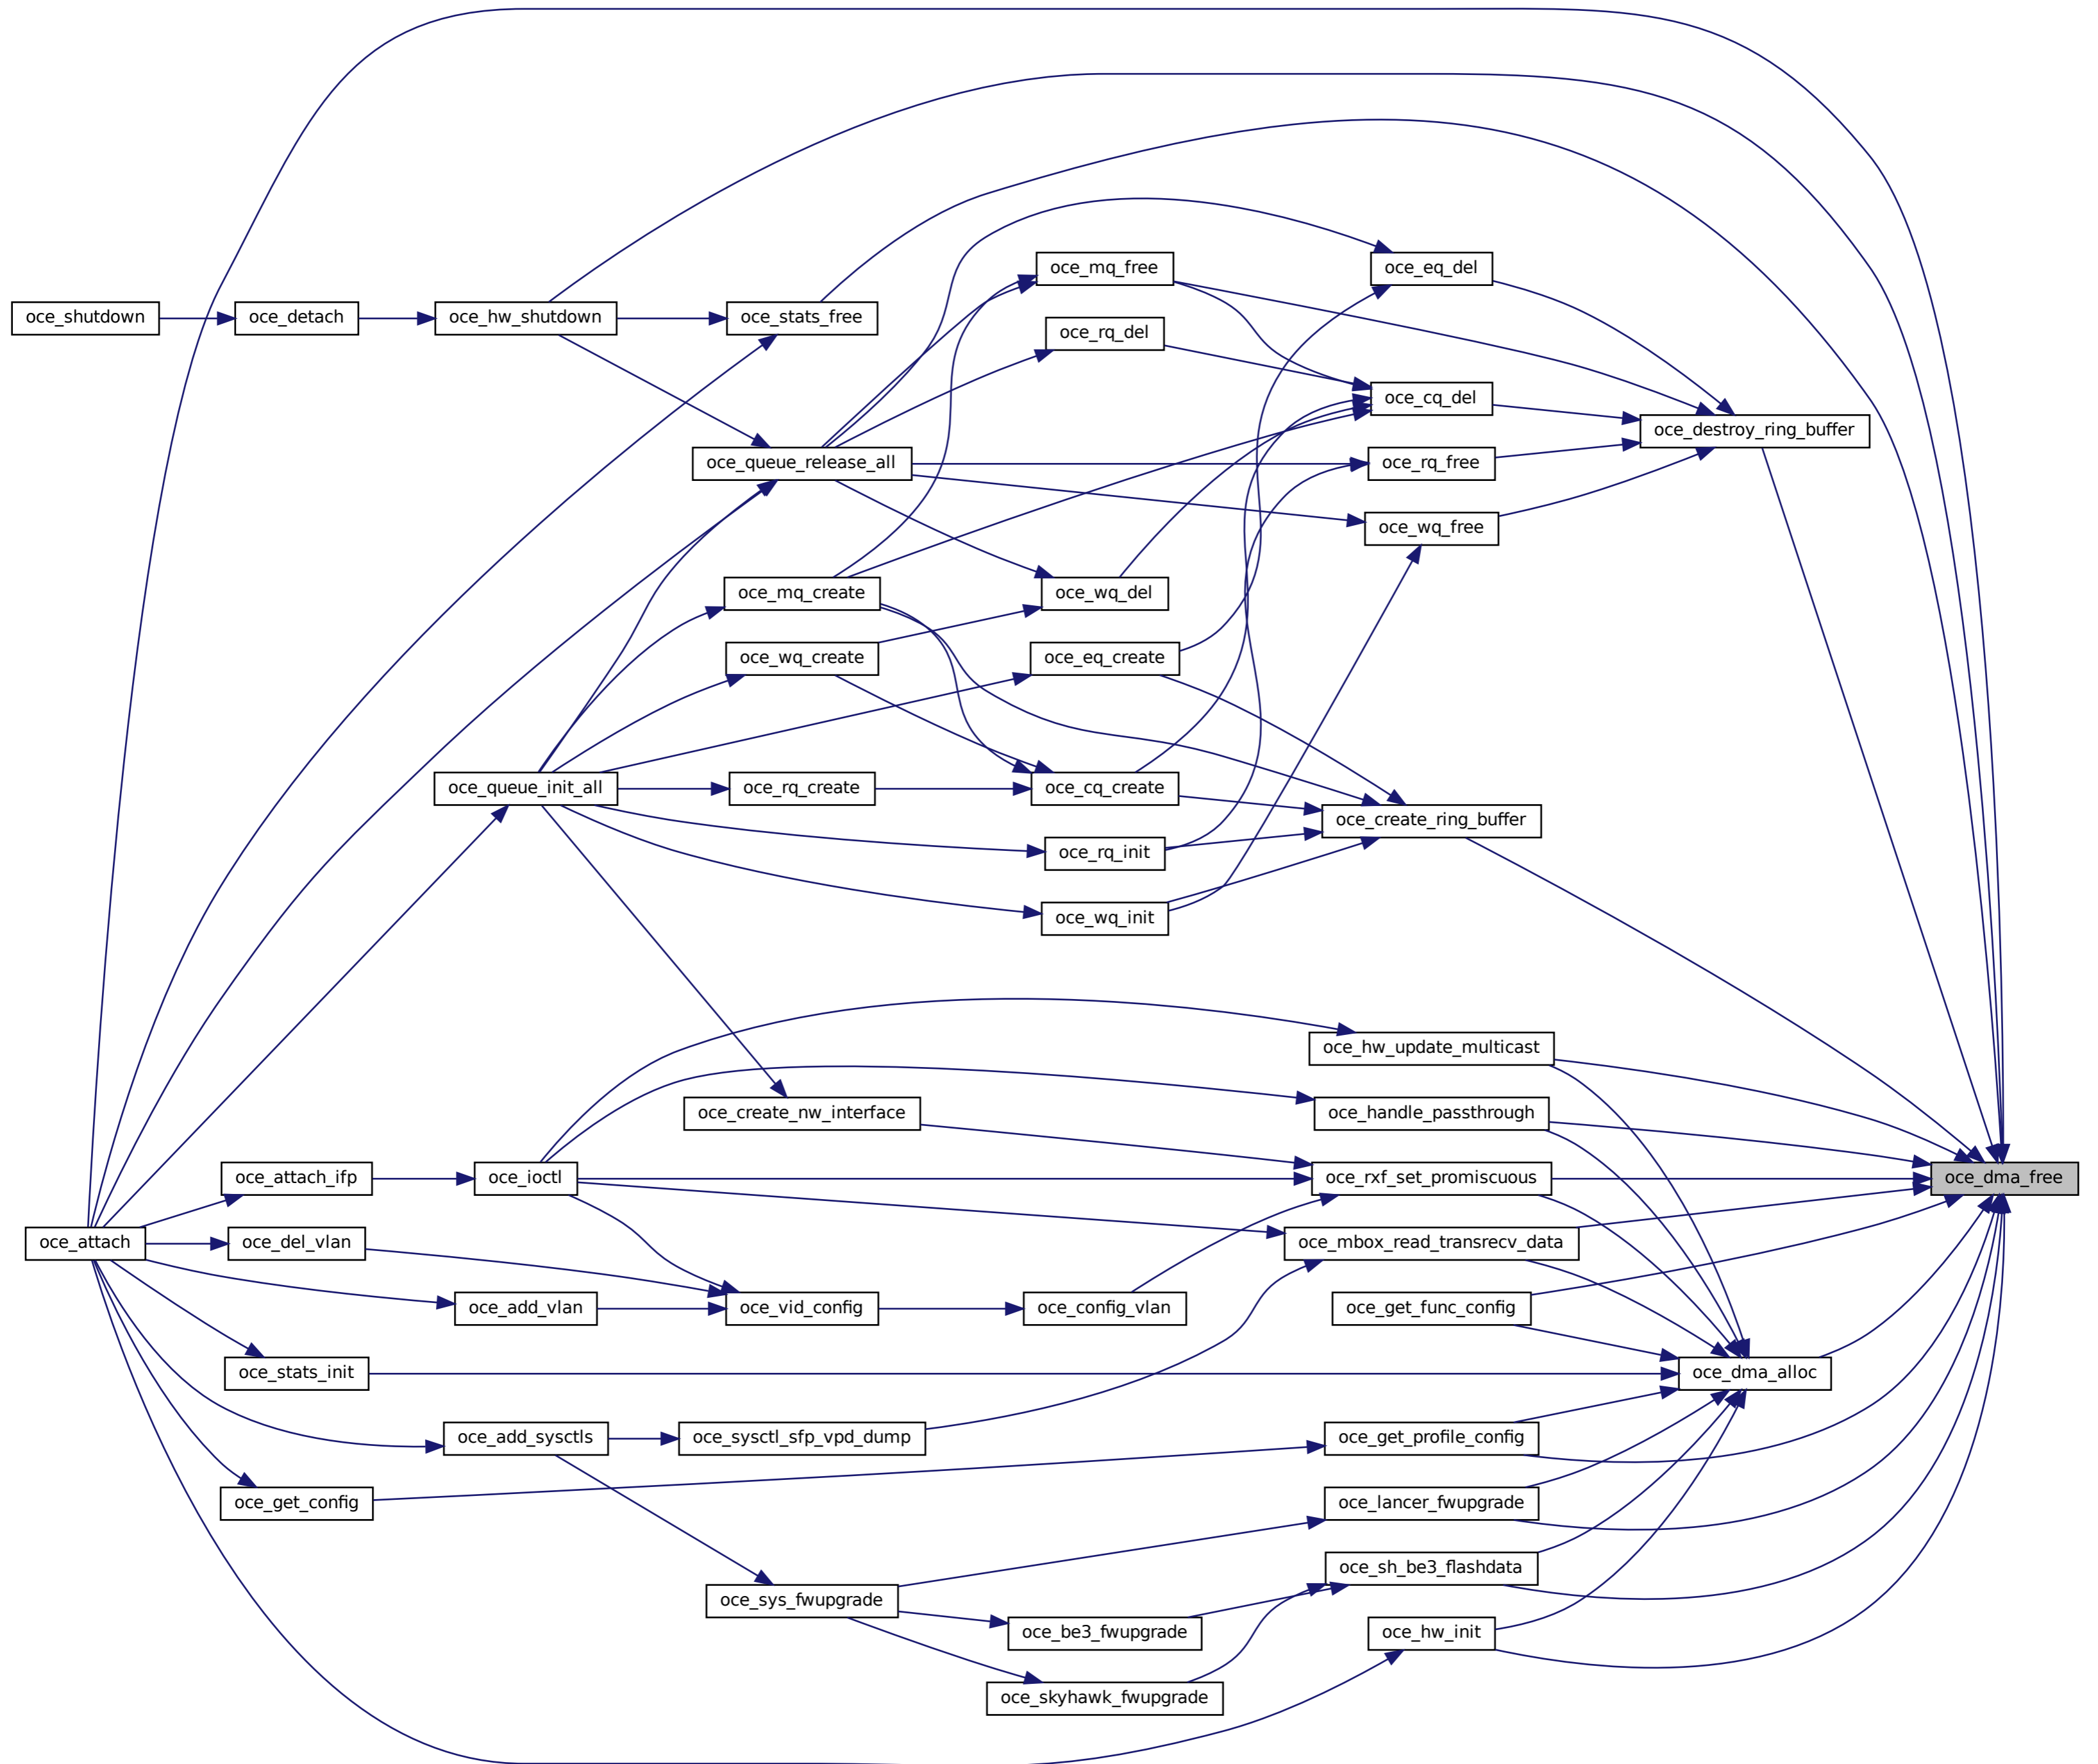 oce_mq_free
oce_eq_del
oce_shutdown
oce_detach
oce_hw_shutdown
oce_stats_free
oce_rq_del
oce_cq_del
oce_destroy_ring_buffer
oce_queue_release_all
oce_rq_free
oce_wq_free
oce_mq_create
oce_wq_del
oce_wq_create
oce_eq_create
oce_queue_init_all
oce_rq_create
oce_cq_create
oce_create_ring_buffer
oce_rq_init
oce_wq_init
oce_hw_update_multicast
oce_create_nw_interface
oce_handle_passthrough
oce_attach_ifp
oce_ioctl
oce_rxf_set_promiscuous
oce_dma_free
oce_attach
oce_del_vlan
oce_mbox_read_transrecv_data
oce_add_vlan
oce_vid_config
oce_config_vlan
oce_get_func_config
oce_stats_init
oce_dma_alloc
oce_add_sysctls
oce_sysctl_sfp_vpd_dump
oce_get_profile_config
oce_get_config
oce_lancer_fwupgrade
oce_sh_be3_flashdata
oce_sys_fwupgrade
oce_be3_fwupgrade
oce_hw_init
oce_skyhawk_fwupgrade